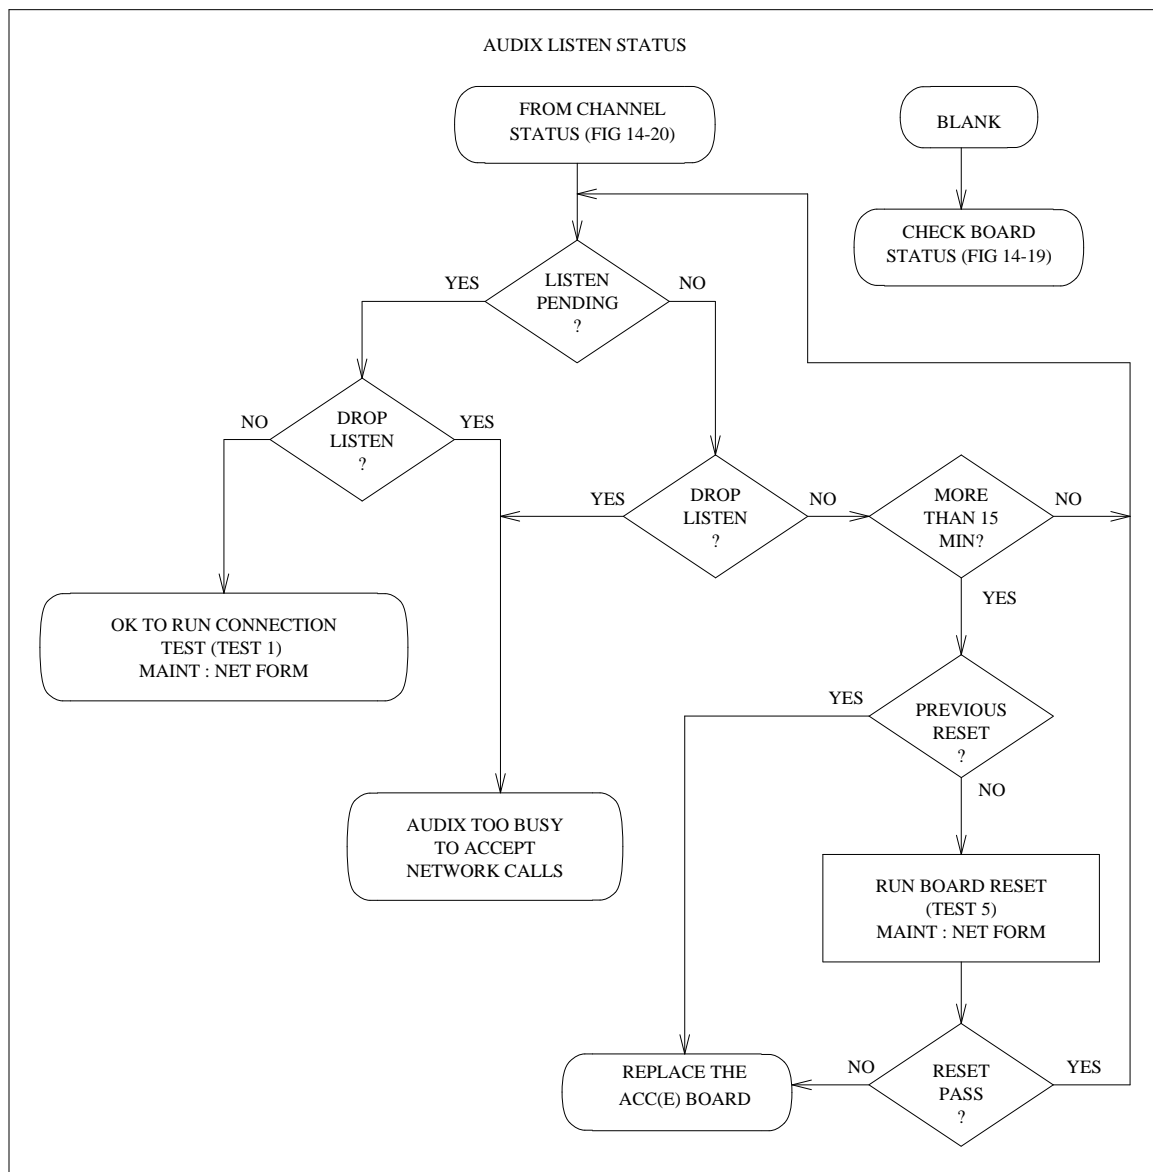 AUDIX LISTEN STATUS
FROM CHANNEL
STATUS (FIG 14-20)
BLANK
CHECK BOARD
STATUS (FIG 14-19)
YES
LISTEN
PENDING
?
NO
NO
DROP
LISTEN
?
YES
YES
DROP
LISTEN
?
NO
MORE
THAN 15
MIN?
NO
YES
OK TO RUN CONNECTION
TEST (TEST 1)
MAINT : NET FORM
YES
PREVIOUS
RESET
?
NO
AUDIX TOO BUSY
TO ACCEPT
NETWORK CALLS
RUN BOARD RESET
(TEST 5)
MAINT : NET FORM
REPLACE THE
ACC(E) BOARD
NO
RESET
PASS
?
YES